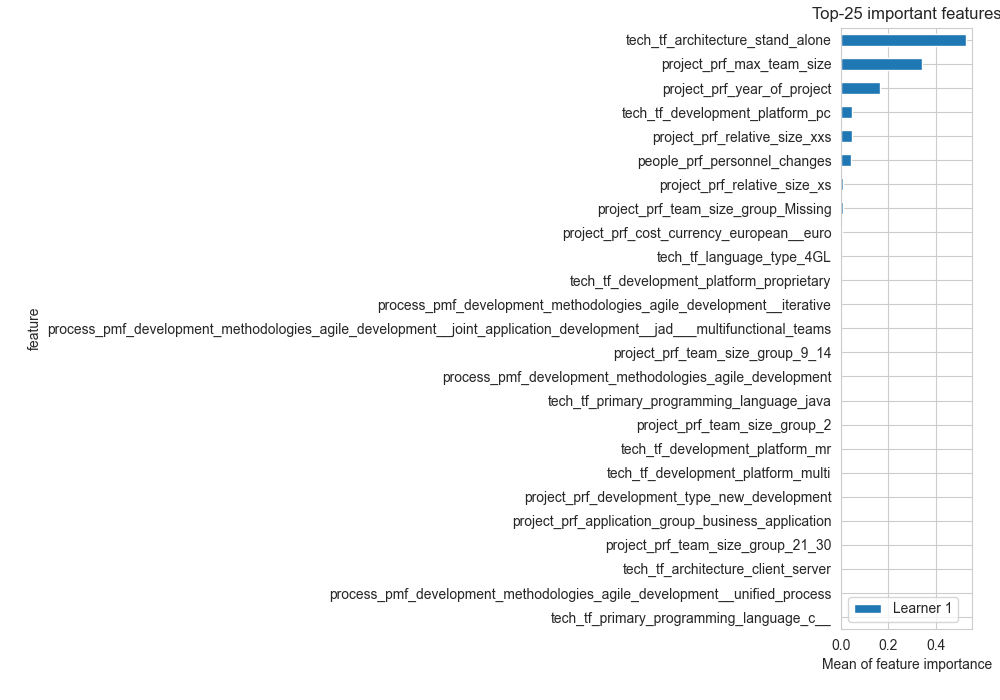 Top-25 important features
tech_tf_architecture_stand_alone
project_prf_max_team_size
project_prf_year_of_project
tech_tf_development_platform_pc
project_prf_relative_size_xxs
people_prf_personnel_changes
project_prf_relative_size_xs
project_prf_team_size_group_Missing
project_prf_cost_currency_european__euro
tech_tf_language_type_4GL
tech_tf_development_platform_proprietary
process_pmf_development_methodologies_agile_development__iterative
process_pmf_development_methodologies_agile_development__joint_application_development__jad___multifunctional_teams
project_prf_team_size_group_9_14
process_pmf_development_methodologies_agile_development
tech_tf_primary_programming_language_java
project_prf_team_size_group_2
tech_tf_development_platform_mr
tech_tf_development_platform_multi
project_prf_development_type_new_development
project_prf_application_group_business_application
project_prf_team_size_group_21_30
tech_tf_architecture_client_server
process_pmf_development_methodologies_agile_development__unified_process
tech_tf_primary_programming_language_c__
feature
Learner 1
0.0 0.2 0.4
Mean of feature importance